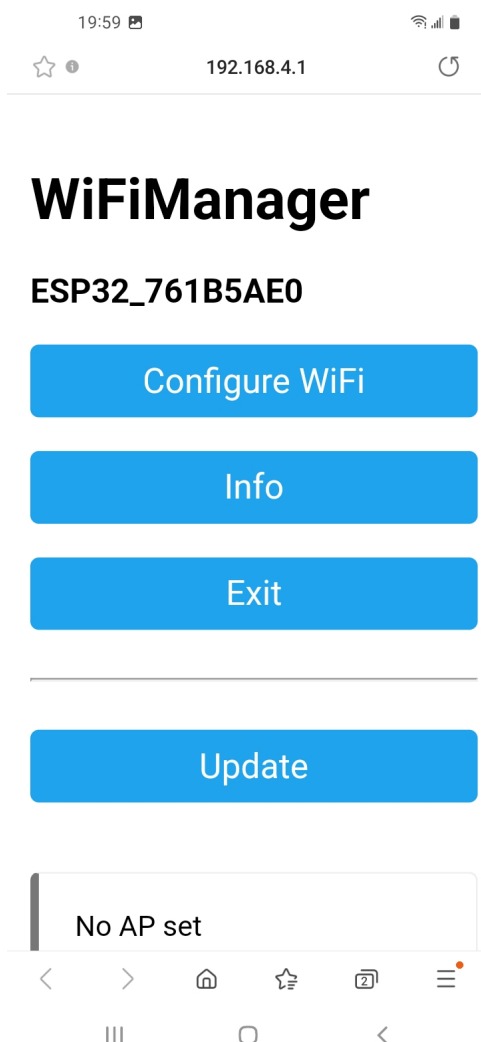 19:59
192.168.4.1
WiFiManager
ESP32_761B5AE0
Configure WiFi
Info
Exit
Update
No AP set
2